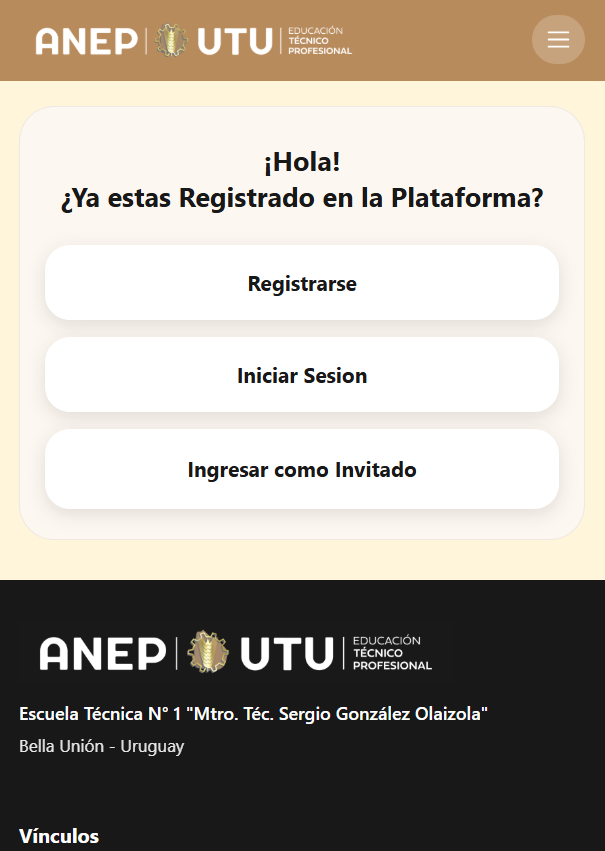 ANEP UTU EDUCACIÓN
TÉCNICO
PROFESIONAL
¡Hola!
¿Ya estas Registrado en la Plataforma?
Registrarse
Iniciar Sesion
Ingresar como Invitado
ANEP UTU EDUCACIÓN
TÉCNICO
PROFESIONAL
Escuela Técnica N° 1 "Mtro. Téc. Sergio González Olaizola"
Bella Unión - Uruguay
Vínculos